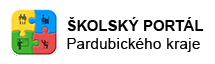 ŠKOLSKÝ PORTÁL
Pardubického kraje